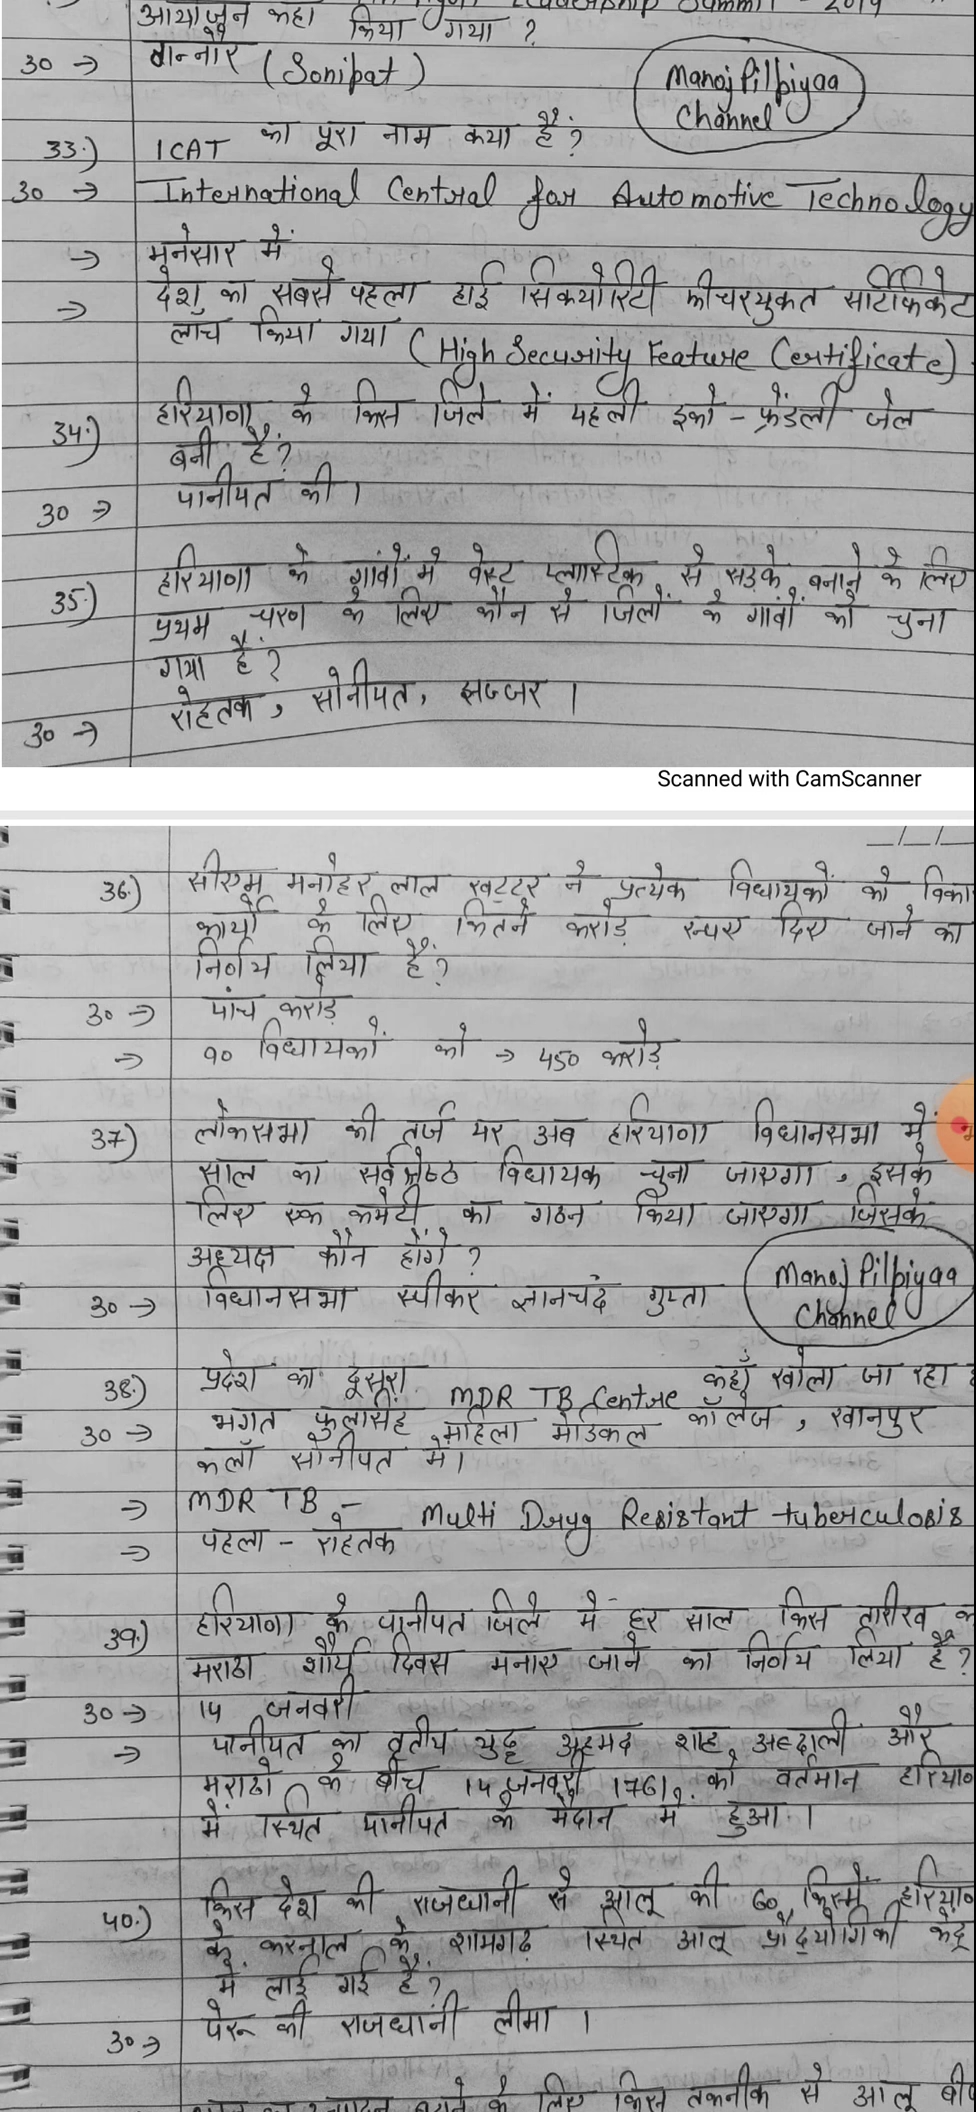 Leadership Summit - 2019
आयोजन कहां किया गया ?
30 → गन्नौर (Sonipat)
Manoj Pilpiyaa
Channel
33.) ICAT का पूरा नाम क्या है ?
30 → International Central for Automotive Technology
→ मनेसार में
→ देश का सबसे पहला हाई सिक्योरिटी फीचरयुक्त सर्टिफिकेट
लांच किया गया (High Security Feature Certificate)
34.) हरियाणा के किस जिले में पहली इको - फ्रेंडली जेल
बनी है ?
30 → पानीपत की ।
35.) हरियाणा के गांवों में वेस्ट प्लास्टिक से सड़के बनाने के लिए
प्रथम चरण के लिए कौन से जिलों के गांवों को चुना
गया है ?
30 → रोहतक, सोनीपत, झज्जर ।
Scanned with CamScanner
36.) सीएम मनोहर लाल खट्टर ने प्रत्येक विधायकों को विका
कार्यों के लिए कितने करोड़ रुपए दिए जाने का
निर्णय लिया है ?
30 → पांच करोड़
→ 90 विधायकों को → 450 करोड़
37) लोकसभा की तर्ज पर अब हरियाणा विधानसभा में
साल का सर्वश्रेष्ठ विधायक चुना जाएगा, इसके
लिए एक कमेटी का गठन किया जाएगा जिसके
अध्यक्ष कौन होंगे ?
30 → विधानसभा स्पीकर ज्ञानचंद गुप्ता
Manoj Pilpiyaa
Channel
38.) प्रदेश का दूसरा MDR TB Centre कहाँ खोला जा रहा
30 → भगत फुलसिंह महिला मेडिकल कॉलेज, खानपुर
कलाँ सोनीपत में।
→ MDR TB - Multi Drug Resistant tuberculosis
→ पहला - रोहतक
39.) हरियाणा के पानीपत जिले में हर साल किस तारीख क
मराठा शौर्य दिवस मनाए जाने का निर्णय लिया है ?
30 → 14 जनवरी
→ पानीपत का तृतीय युद्ध अहमद शाह अब्दाली और
मराठों के बीच 14 जनवरी 1761 को वर्तमान हरियाण
में स्थित पानीपत के मैदान में हुआ ।
40.) किस देश की राजधानी से आलू की 60 किस्में हरियाण
के करनाल के शामगढ़ स्थित आलू प्रौद्योगिकी केंद्र
में लाई गई है ?
30 → पेरू की राजधानी लीमा ।
के लिए किस तकनीक से आलू बी